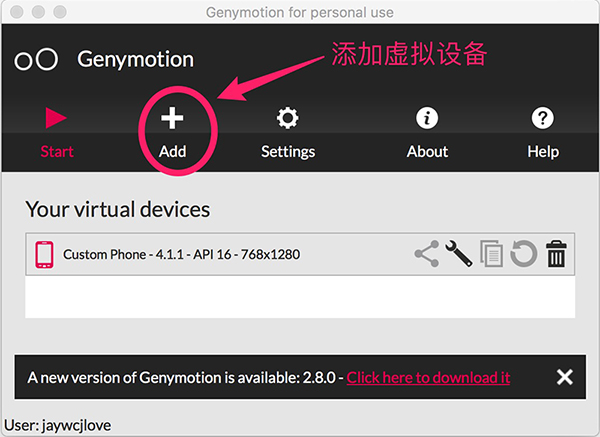 Genymotion for personal use
Genymotion
添加虚拟设备
Start
Add
Settings
About
Help
Your virtual devices
Custom Phone - 4.1.1 - API 16 - 768x1280
A new version of Genymotion is available: 2.8.0 - Click here to download it
User: jaywcjlove